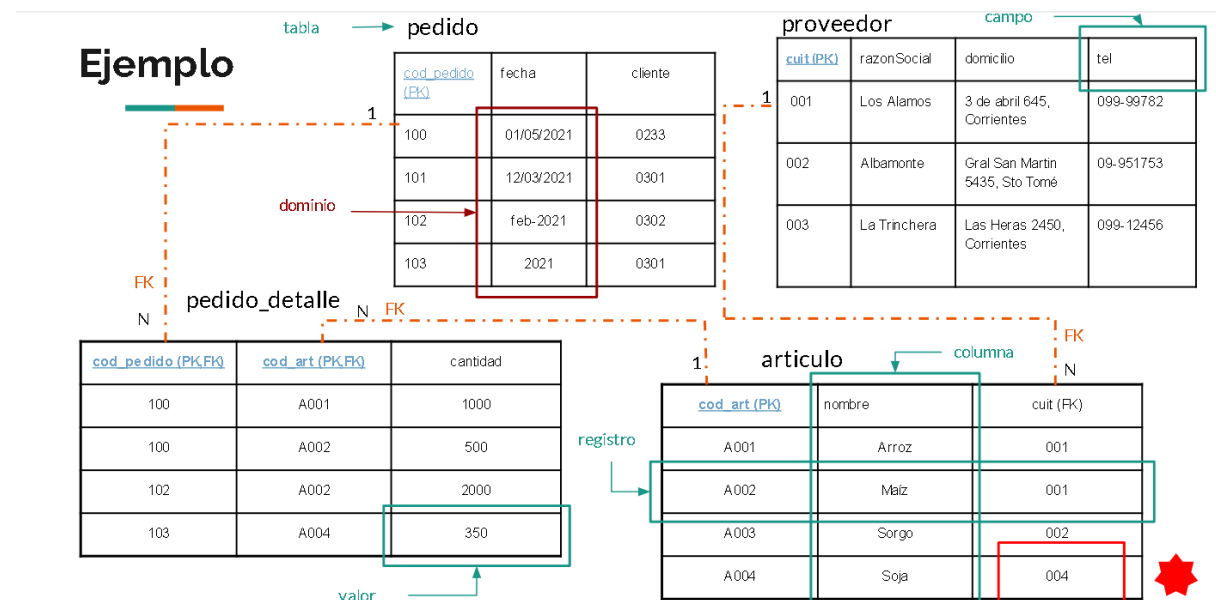 Ejemplo
tabla
pedido
cod_pedido (PK)
fecha
cliente
100
01/05/2021
0233
101
12/03/2021
0301
102
feb-2021
0302
103
2021
0301
dominio
1
proveedor
campo
cuit (PK)
razonSocial
domicilio
tel
001
Los Alamos
3 de abril 645,
Corrientes
099-99782
002
Albamonte
Gral San Martin
5435, Sto Tomé
09-951753
003
La Trinchera
Las Heras 2450,
Corrientes
099-12456
1
FK
N
pedido_detalle
N
FK
cod_pedido (PK,FK)
cod_art (PK,FK)
cantidad
100
A001
1000
100
A002
500
102
A002
2000
103
A004
350
valor
1
articulo
columna
FK
N
registro
cod_art (PK)
nombre
cuit (FK)
A001
Arroz
001
A002
Maíz
001
A003
Sorgo
002
A004
Soja
004